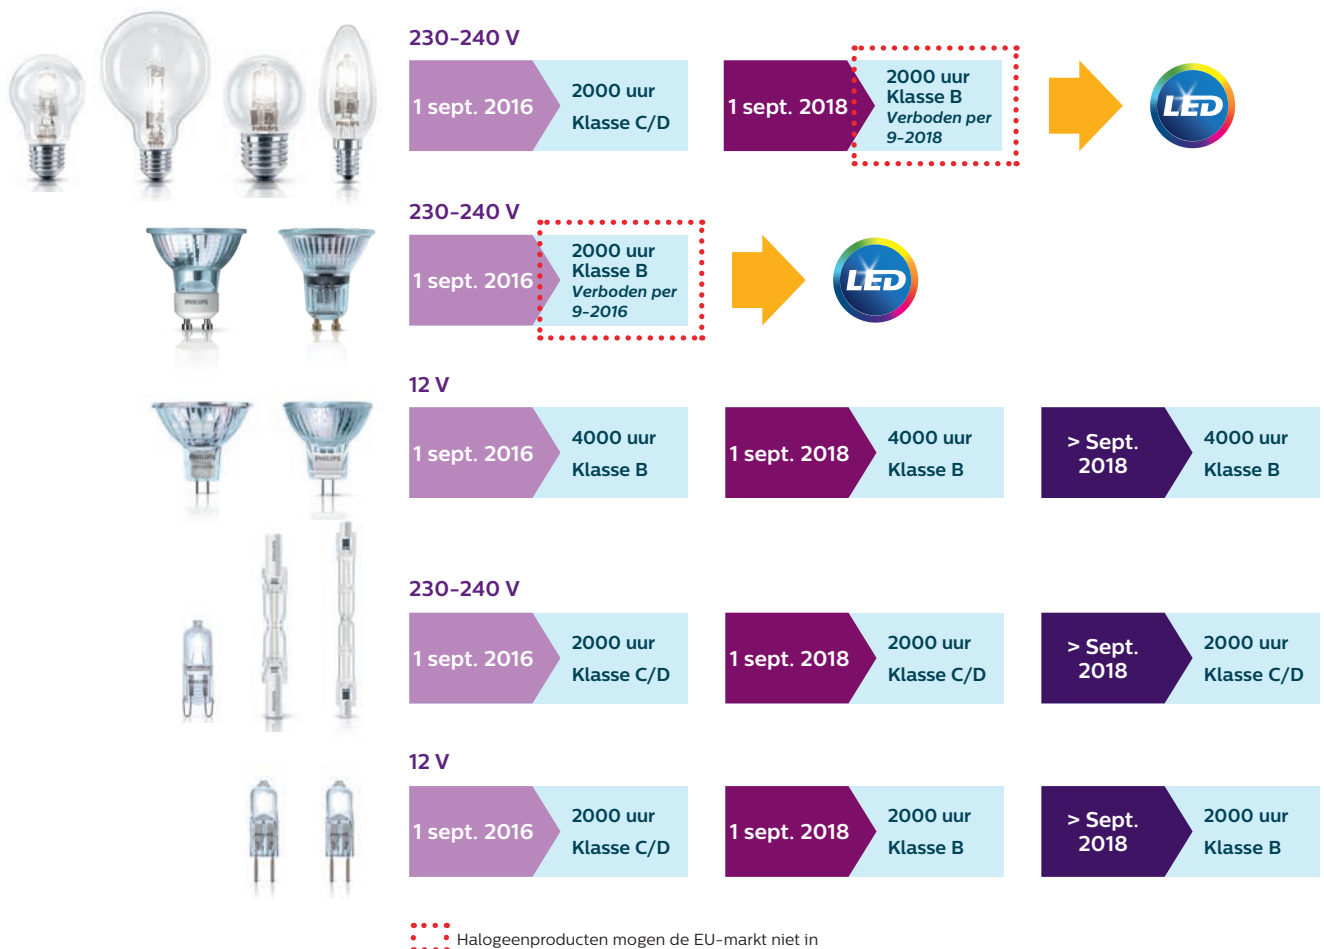 230-240 V
1 sept. 2016
2000 uur
Klasse C/D
1 sept. 2018
2000 uur
Klasse B
Verboden per
9-2018
LED
230-240 V
1 sept. 2016
2000 uur
Klasse B
Verboden per
9-2016
LED
PHILIPS
12 V
1 sept. 2016
4000 uur
Klasse B
1 sept. 2018
4000 uur
Klasse B
> Sept.
2018
4000 uur
Klasse B
PHILIPS
PHILIPS
230-240 V
1 sept. 2016
2000 uur
Klasse C/D
1 sept. 2018
2000 uur
Klasse C/D
> Sept.
2018
2000 uur
Klasse C/D
12 V
1 sept. 2016
2000 uur
Klasse C/D
1 sept. 2018
2000 uur
Klasse B
> Sept.
2018
2000 uur
Klasse B
Halogeenproducten mogen de EU-markt niet in